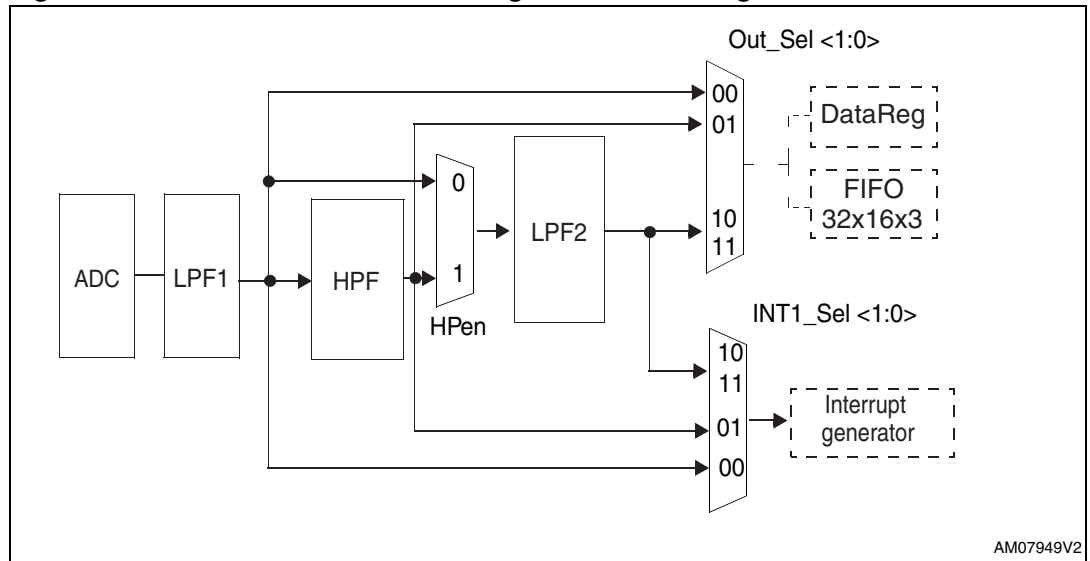 Out_Sel <1:0>
00
01
DataReg
0
FIFO
32x16x3
10
11
ADC
LPF1
HPF
1
LPF2
HPen
INT1_Sel <1:0>
10
11
01
00
Interrupt
generator
AM07949V2